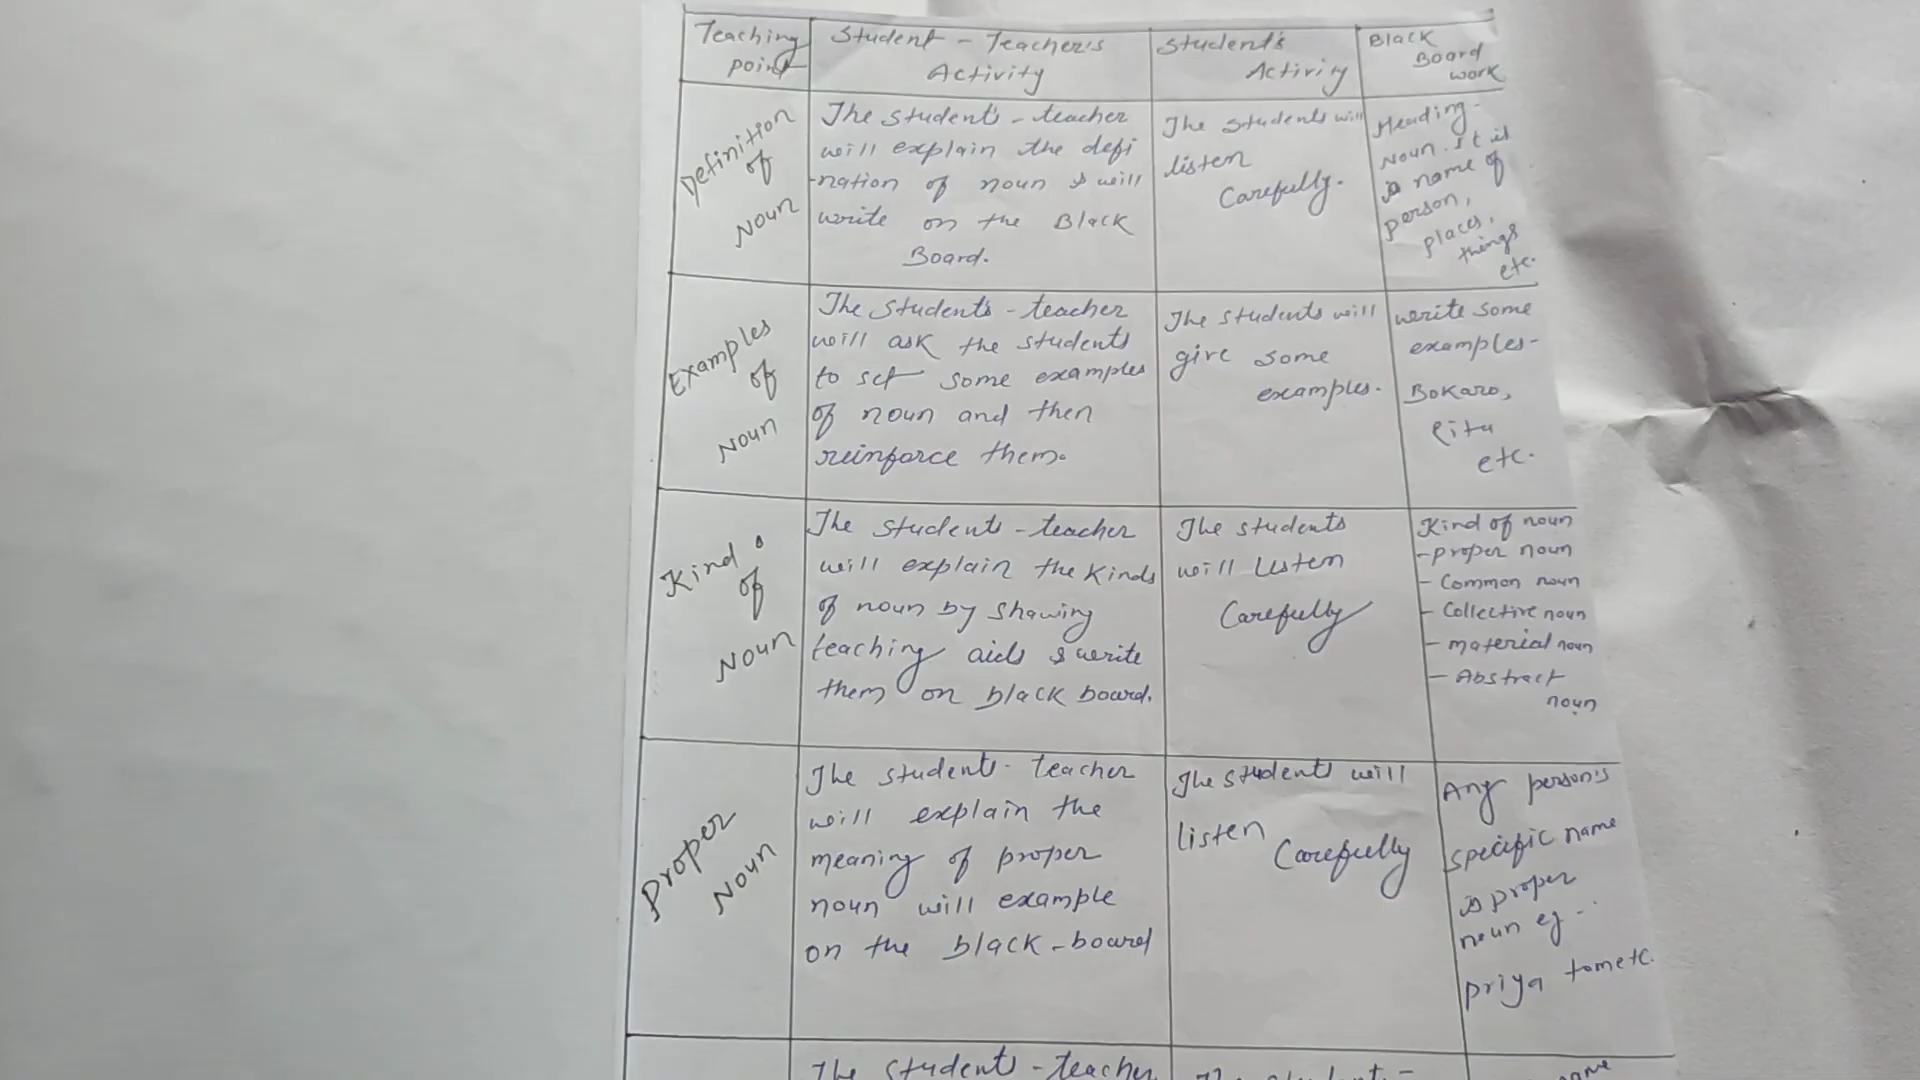 Teaching
point
Student - Teacher's
Activity
Student's
Activity
Black
Board
work
Definition
of
Noun
The student's - teacher
will explain the defi
-nation of noun & will
write on the Black
Board.
The students will
listen
Carefully.
Heading -
Noun. It is
a name of
person,
places,
things
etc.
Examples
of
Noun
The student's - teacher
will ask the students
to set some examples
of noun and then
reinforce them.
The students will
give some
examples.
write some
examples-
Bokaro,
etc.
Kind
of
Noun
The students - teacher
will explain the kinds
of noun by shawing
teaching aids & write
them on black board.
The students
will listen
Carefully
Kind of noun
- proper noun
- Common noun
- Collective noun
- material noun
- Abstract
noun
Proper
Noun
The students - teacher
will explain the
meaning of proper
noun will example
on the black-board
The students will
listen
Carefully
Any person's
specific name
is proper
noun eg -
priya tom etc.
The students - teacher
The student